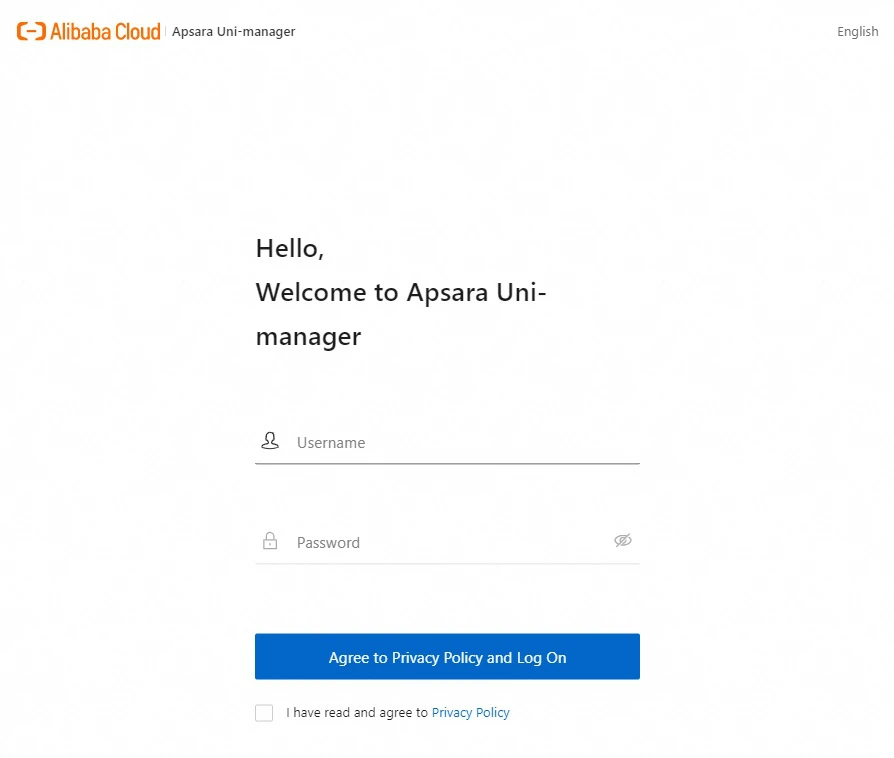 Alibaba Cloud Apsara Uni-manager English
Hello,
Welcome to Apsara Uni-
manager
Username
Password
Agree to Privacy Policy and Log On
I have read and agree to Privacy Policy